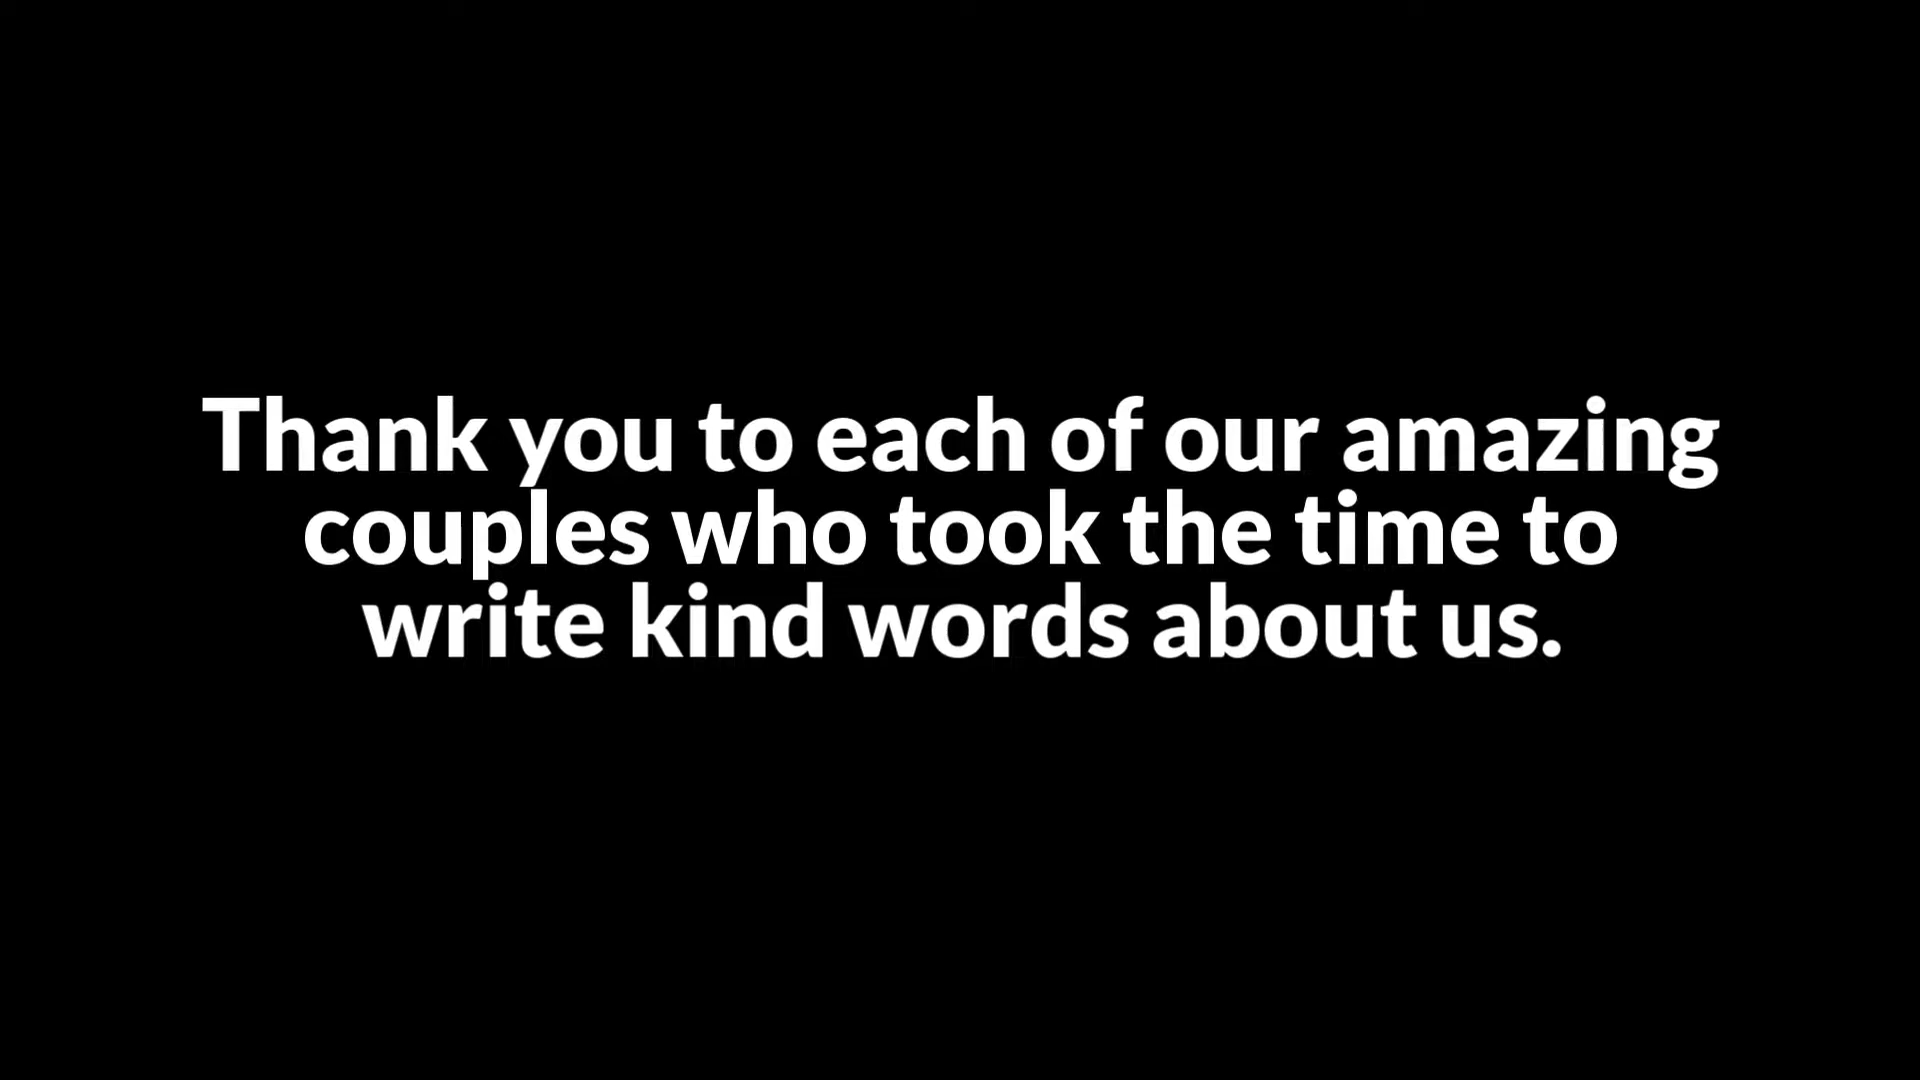 Thank you to each of our amazing
couples who took the time to
write kind words about us.